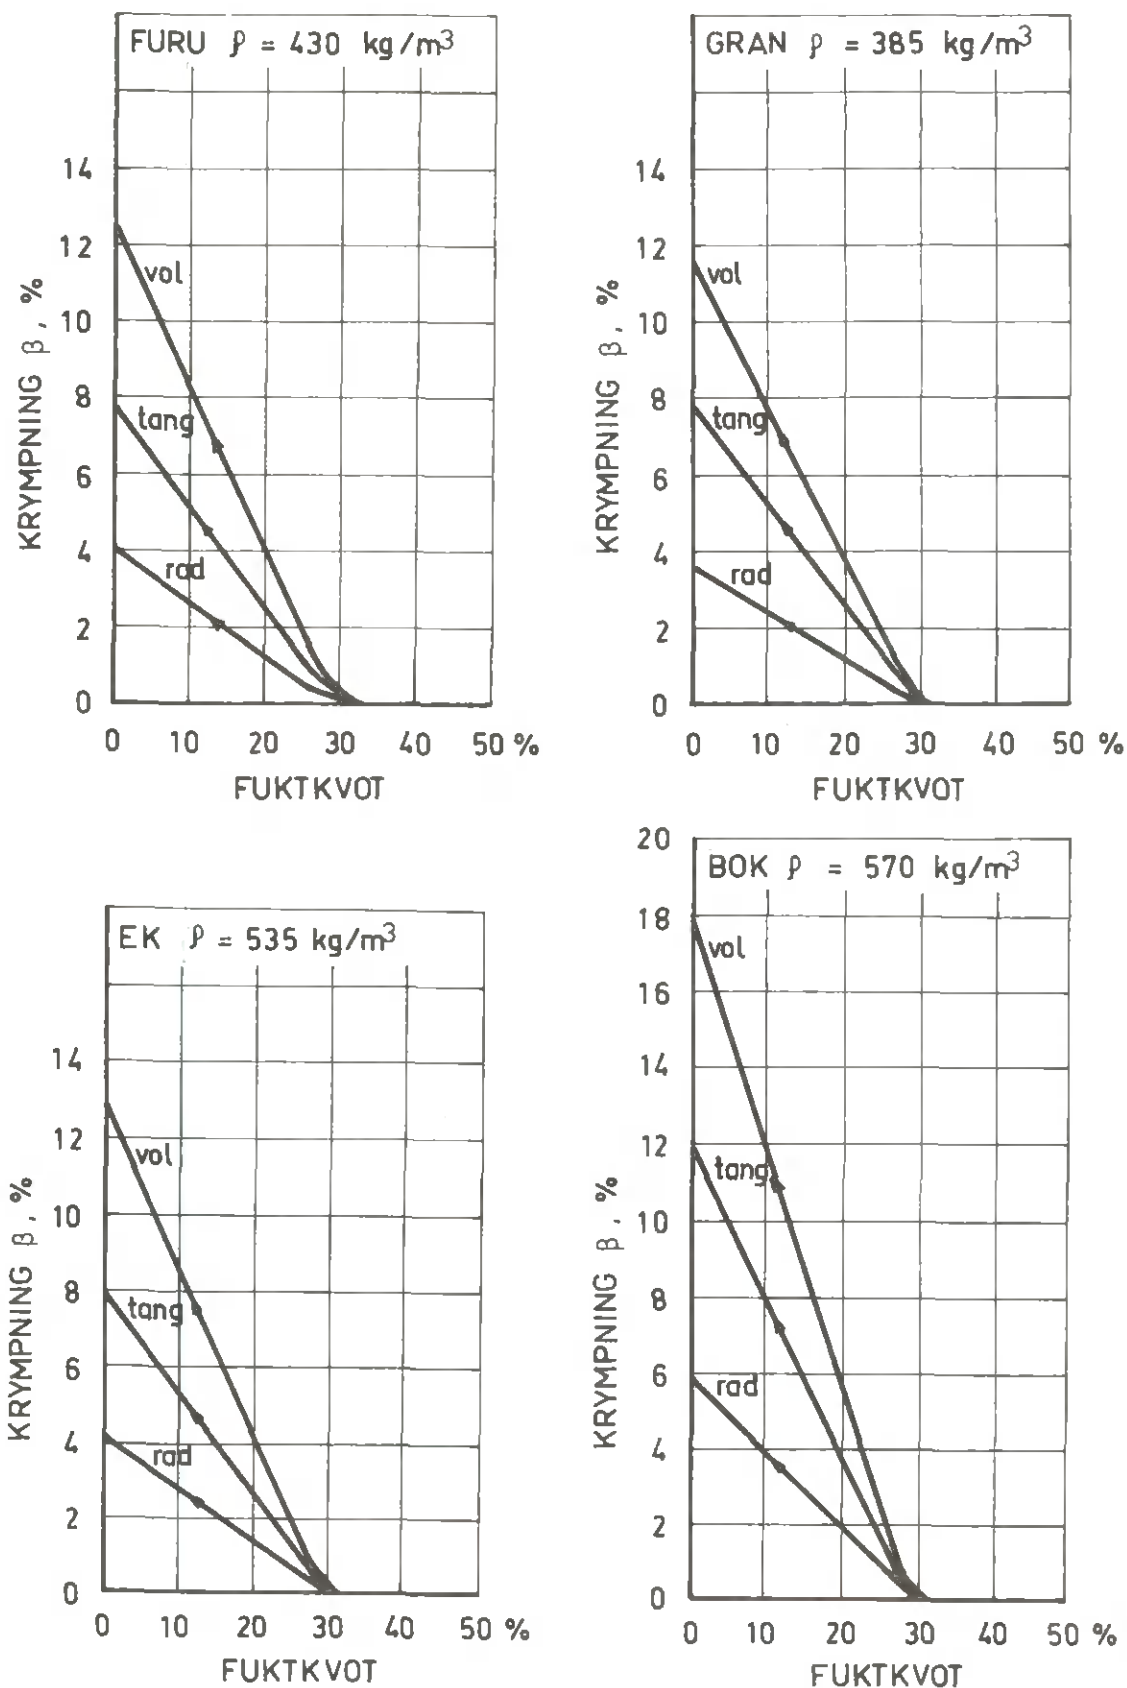 FURU ρ = 430 kg/m³
KRYMPNING β, %
14
12
10
8
6
4
2
0
vol
tang
rad
0 10 20 30 40 50 %
FUKTKVOT
GRAN ρ = 385 kg/m³
KRYMPNING β, %
14
12
10
8
6
4
2
0
vol
tang
rad
0 10 20 30 40 50 %
FUKTKVOT
EK ρ = 535 kg/m³
KRYMPNING β, %
14
12
10
8
6
4
2
0
vol
tang
rad
0 10 20 30 40 50 %
FUKTKVOT
BOK ρ = 570 kg/m³
KRYMPNING β, %
20
18
16
14
12
10
8
6
4
2
0
vol
tang
rad
0 10 20 30 40 50 %
FUKTKVOT